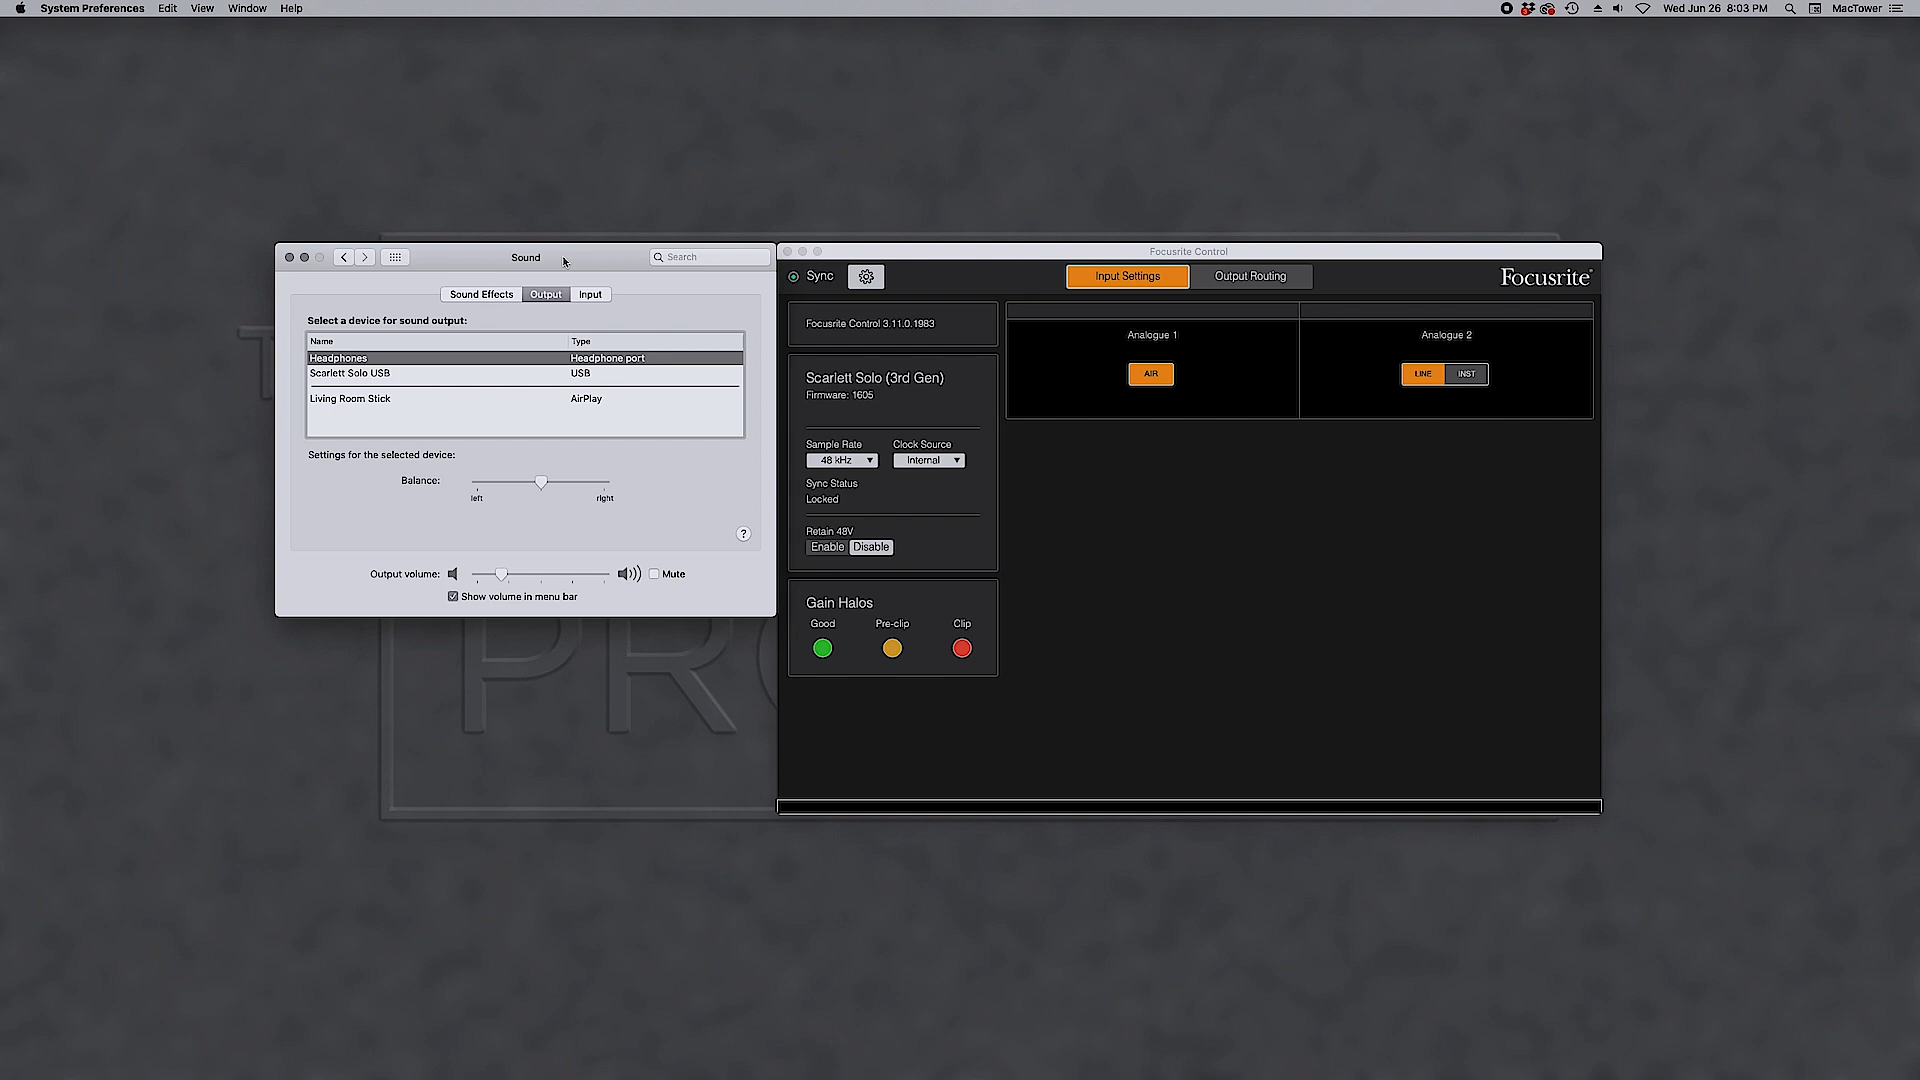 System Preferences Edit View Window Help
Wed Jun 26 8:03 PM MacTower
Sound
Search
Sound Effects Output Input
Select a device for sound output:
Name Type
Headphones Headphone port
Scarlett Solo USB USB
Living Room Stick AirPlay
Settings for the selected device:
Balance:
left right
?
Output volume: Mute
Show volume in menu bar
Focusrite Control
Sync
Input Settings Output Routing
Focusrite
Focusrite Control 3.11.0.1983
Scarlett Solo (3rd Gen)
Firmware: 1605
Sample Rate Clock Source
48 kHz Internal
Sync Status
Locked
Retain 48V
Enable Disable
Gain Halos
Good Pre-clip Clip
Analogue 1 Analogue 2
AIR LINE INST
T
PR